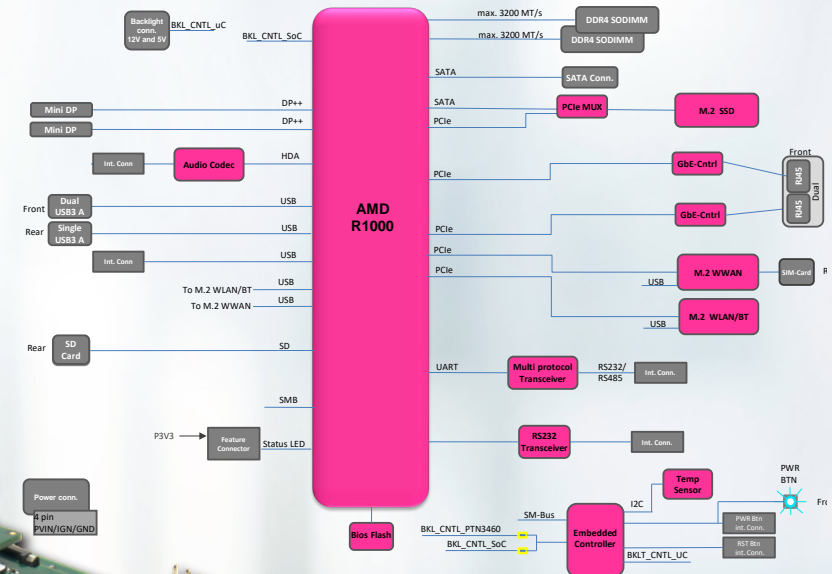 Backlight
conn.
12V and 5V
BKL_CNTL_uC
BKL_CNTL_SoC
max. 3200 MT/s
DDR4 SODIMM
max. 3200 MT/s
DDR4 SODIMM
SATA
SATA Conn.
Mini DP
DP++
Mini DP
DP++
SATA
PCIe
PCIe MUX
M.2 SSD
Int. Conn
Audio Codec
HDA
AMD
R1000
PCIe
GbE-Cntrl
Front
RJ45
RJ45
Dual
PCIe
GbE-Cntrl
Front
Dual
USB3 A
USB
Rear
Single
USB3 A
USB
Int. Conn
USB
To M.2 WLAN/BT
USB
To M.2 WWAN
USB
PCIe
PCIe
M.2 WWAN
USB
SIM-Card
M.2 WLAN/BT
USB
Rear
SD
Card
SD
UART
Multi protocol
Transceiver
RS232/
RS485
Int. Conn.
SMB
P3V3
Feature
Connector
Status LED
RS232
Transceiver
Int. Conn.
Power conn.
4 pin
PVIN/IGN/GND
Bios Flash
Temp
Sensor
I2C
PWR
BTN
SM-Bus
BKL_CNTL_PTN3460
BKL_CNTL_SoC
Embedded
Controller
PWR Btn
int. Conn.
RST Btn
int. Conn.
BKLT_CNTL_UC